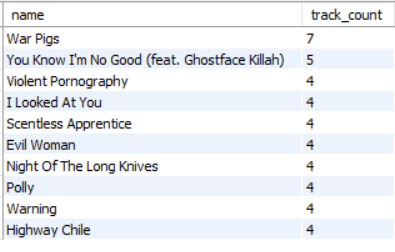 name track_count
War Pigs 7
You Know I'm No Good (feat. Ghostface Killah) 5
Violent Pornography 4
I Looked At You 4
Scentless Apprentice 4
Evil Woman 4
Night Of The Long Knives 4
Polly 4
Warning 4
Highway Chile 4